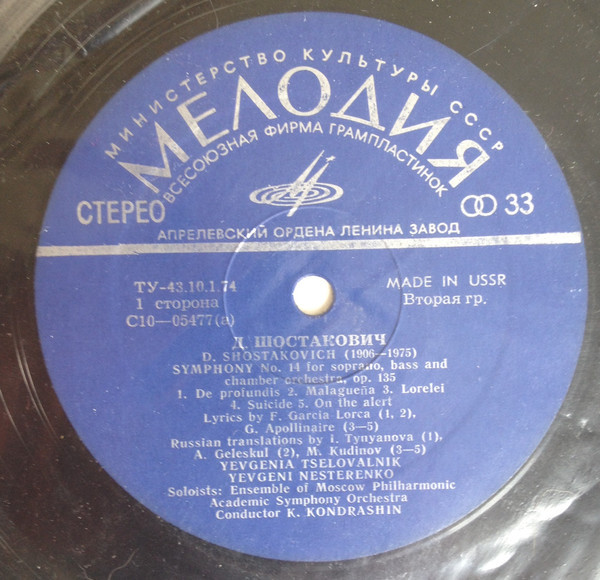 МИНИСТЕРСТВО КУЛЬТУРЫ СССР
МЕЛОДИЯ
ВСЕСОЮЗНАЯ ФИРМА ГРАМПЛАСТИНОК
СТЕРЕО
33
АПРЕЛЕВСКИЙ ОРДЕНА ЛЕНИНА ЗАВОД
ТУ-43.10.1.74
MADE IN USSR
1 сторона
Вторая гр.
С10—05477(а)
Д. ШОСТАКОВИЧ
D. SHOSTAKOVICH (1906—1975)
SYMPHONY No. 14 for soprano, bass and
chamber orchestra, op. 135
1. De profundis 2. Malagueña 3. Lorelei
4. Suicide 5. On the alert
Lyrics by F. García Lorca (1, 2),
G. Apollinaire (3—5)
Russian translations by I. Tynyanova (1),
A. Geleskul (2), M. Kudinov (3—5)
YEVGENIA TSELOVALNIK
YEVGENI NESTERENKO
Soloists: Ensemble of Moscow Philharmonic
Academic Symphony Orchestra
Conductor K. KONDRASHIN